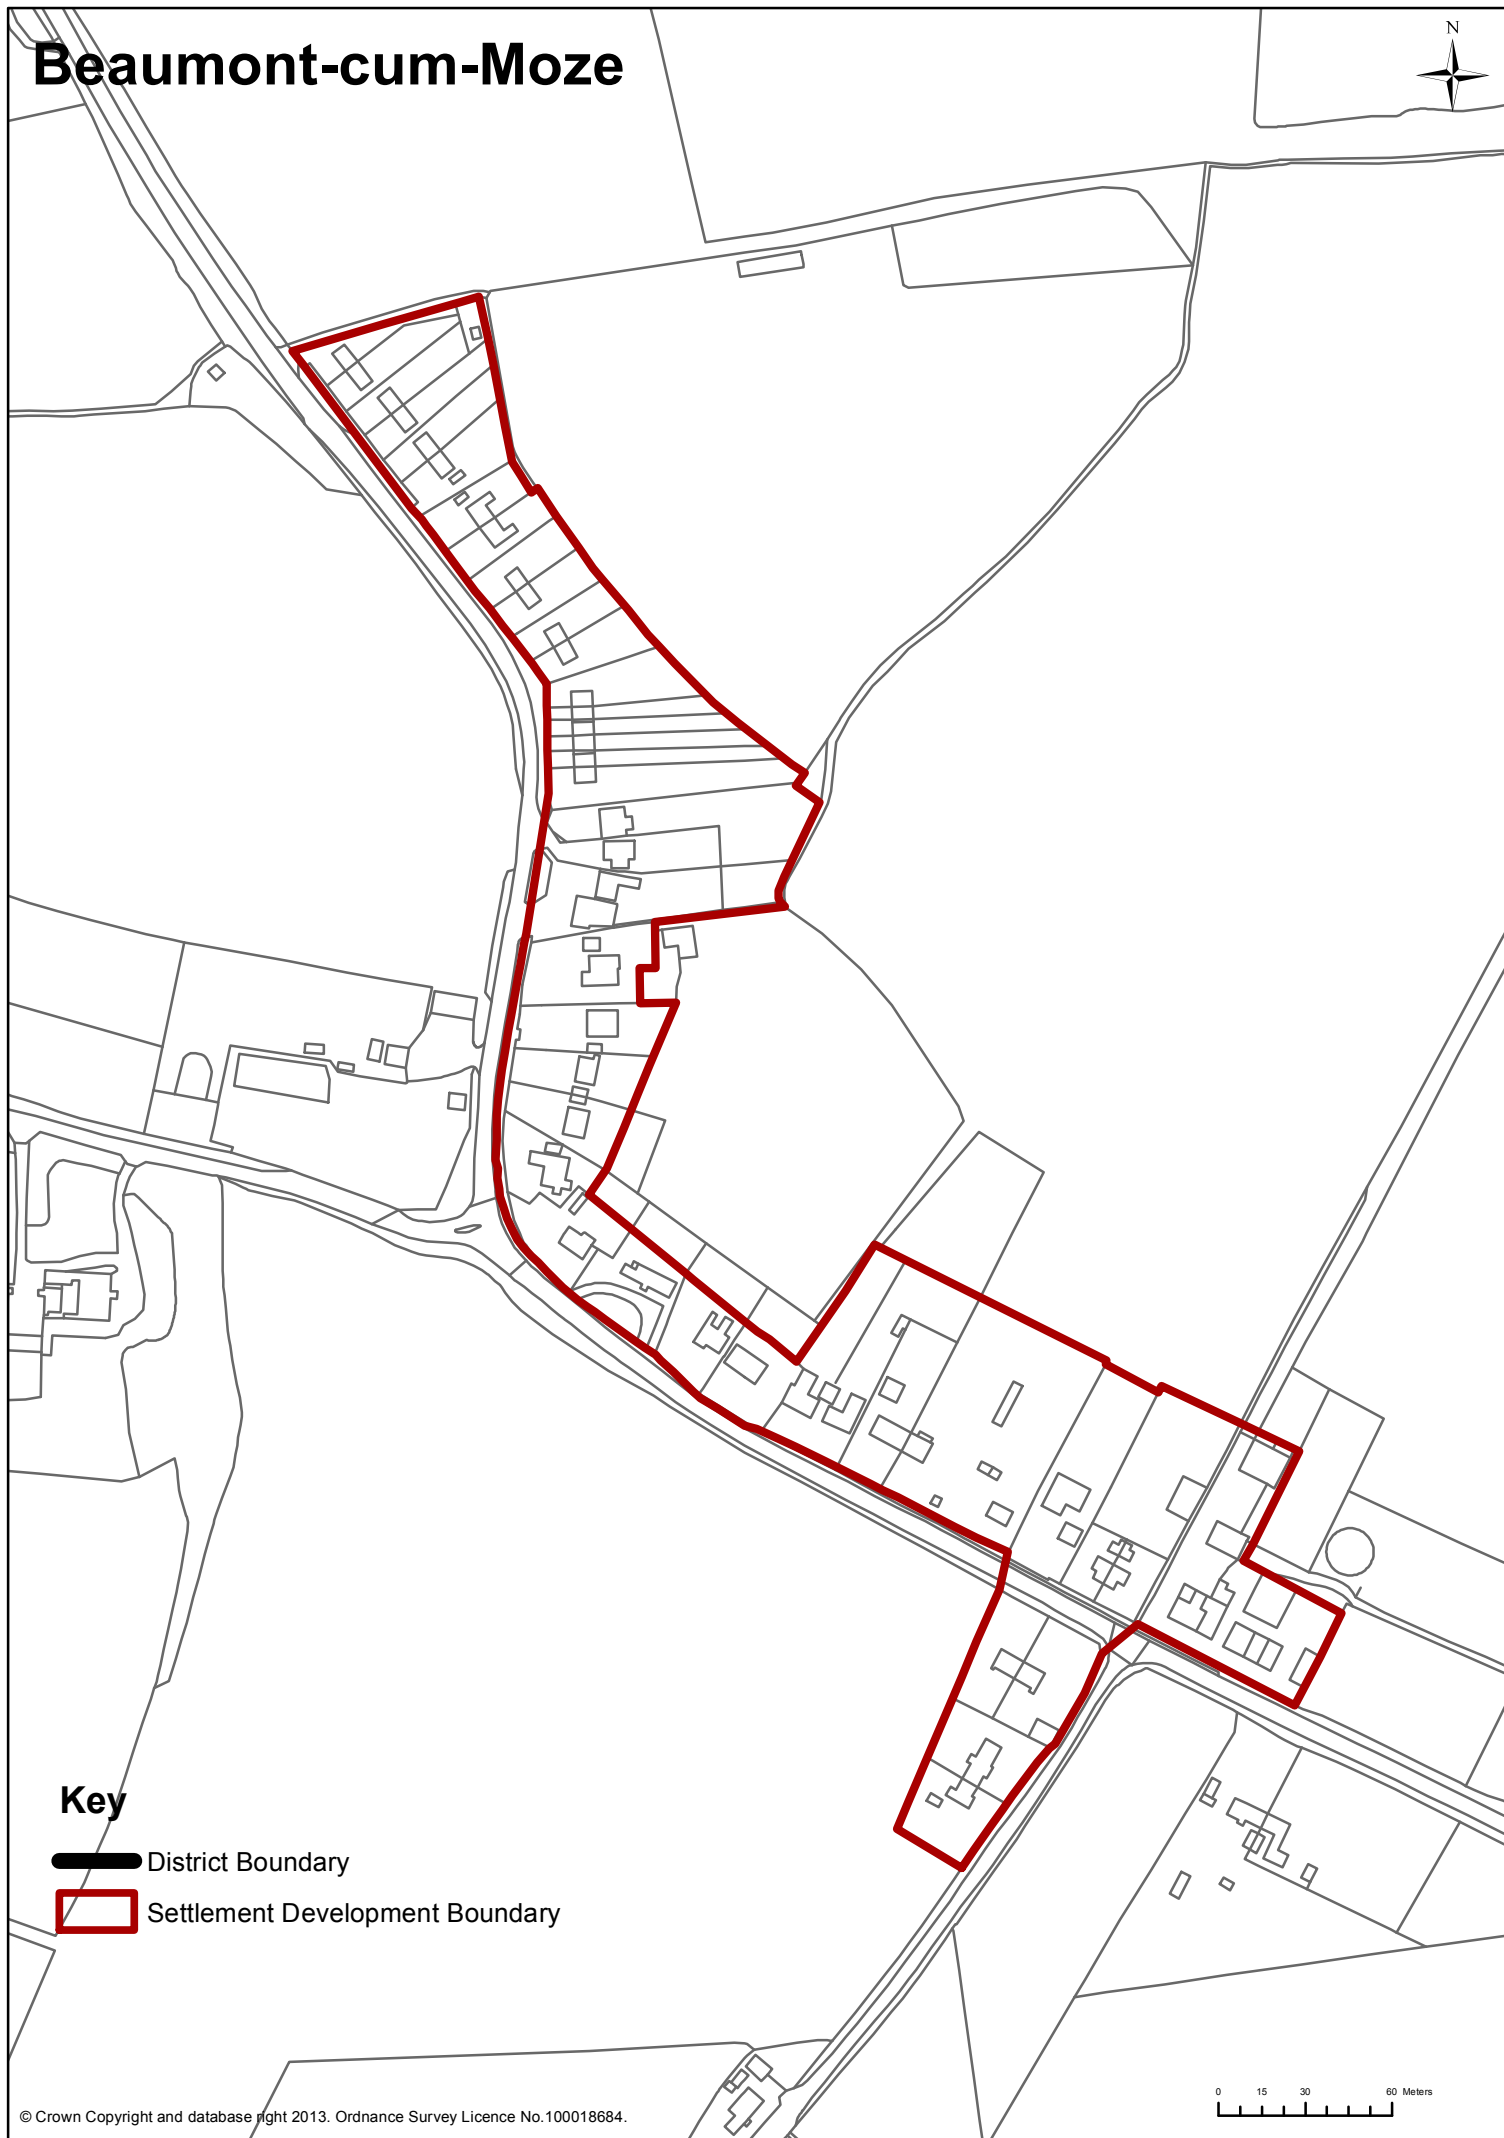 Beaumont-cum-Moze
N
Key
District Boundary
Settlement Development Boundary
0 15 30 60 Meters
© Crown Copyright and database right 2013. Ordnance Survey Licence No.100018684.